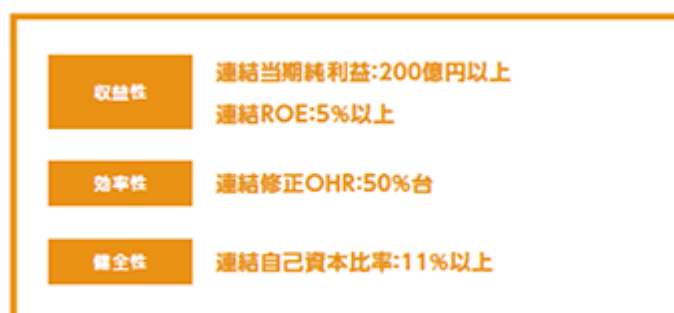 収益性
連結当期純利益:200億円以上
連結ROE:5%以上
効率性
連結修正OHR:50%台
健全性
連結自己資本比率:11%以上